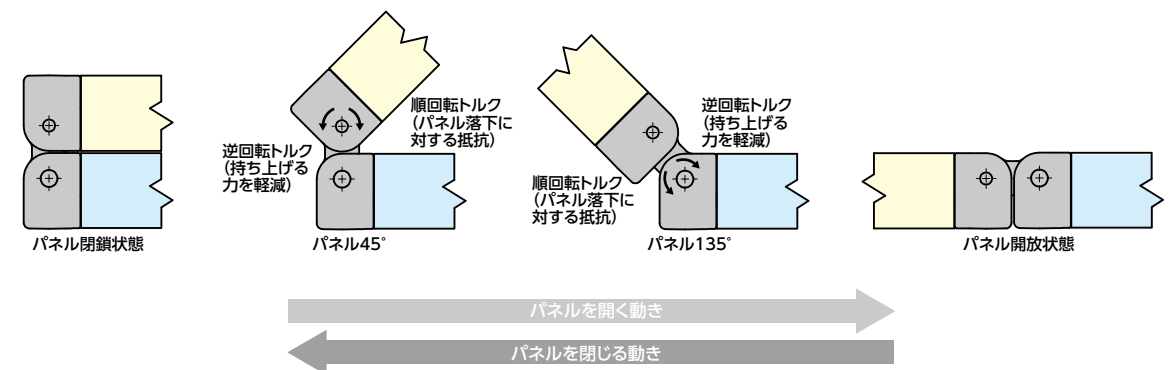 順回転トルク
（パネル落下に
対する抵抗）
逆回転トルク
（持ち上げる
力を軽減）
逆回転トルク
（持ち上げる
力を軽減）
順回転トルク
（パネル落下に
対する抵抗）
パネル閉鎖状態
パネル45°
パネル135°
パネル開放状態
パネルを開く動き
パネルを閉じる動き